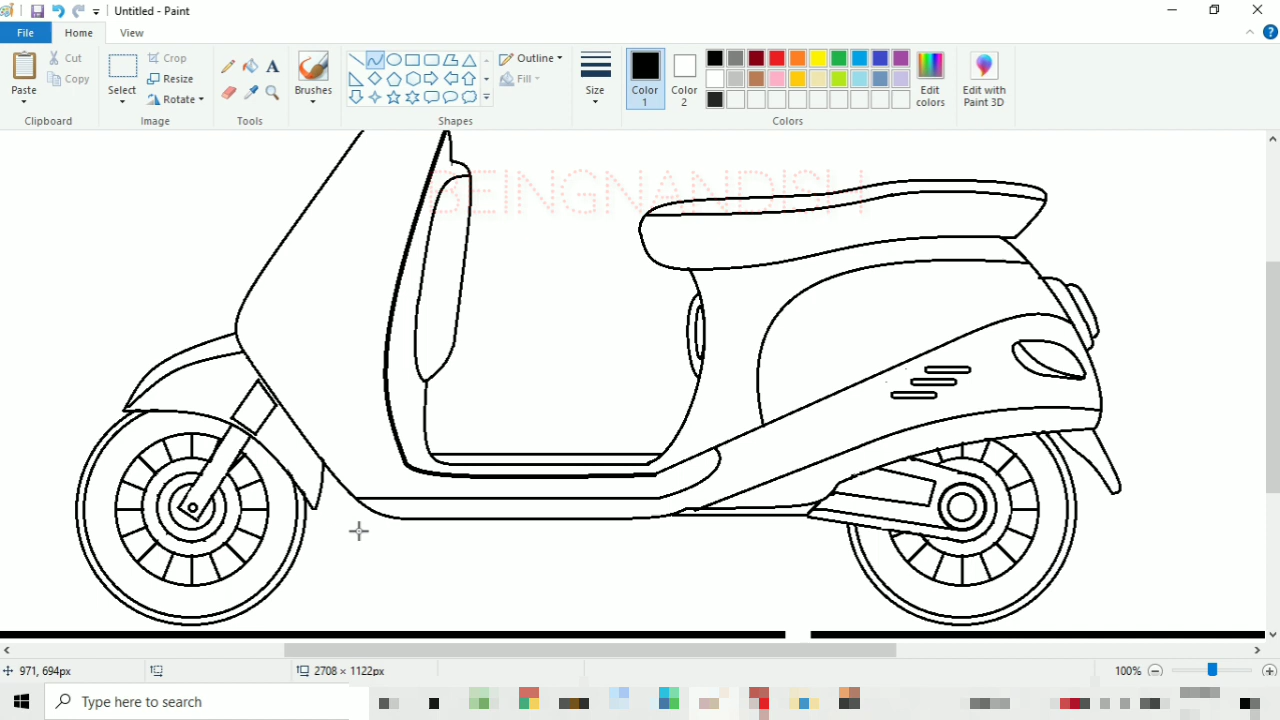 Untitled - Paint
File
Home
View
Paste
Cut
Copy
Clipboard
Select
Crop
Resize
Rotate
Image
A
Tools
Brushes
Outline
Fill
Shapes
Size
Color 1
Color 2
Edit colors
Colors
Edit with Paint 3D
BEINGNANDISH
971, 694px
2708 × 1122px
100%
Type here to search